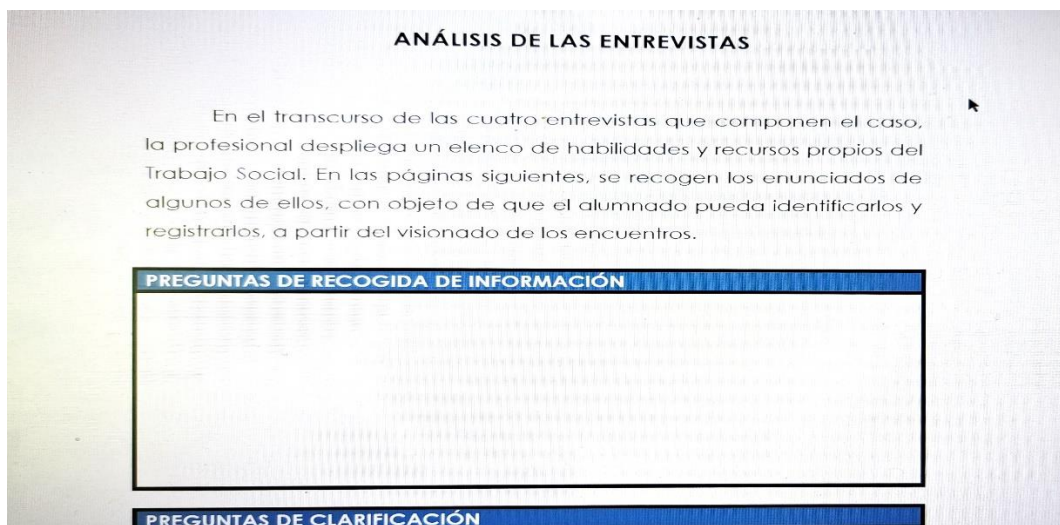 ANÁLISIS DE LAS ENTREVISTAS
En el transcurso de las cuatro entrevistas que componen el caso,
la profesional despliega un elenco de habilidades y recursos propios del
Trabajo Social. En las páginas siguientes, se recogen los enunciados de
algunos de ellos, con objeto de que el alumnado pueda identificarlos y
registrarlos, a partir del visionado de los encuentros.
PREGUNTAS DE RECOGIDA DE INFORMACIÓN
PREGUNTAS DE CLARIFICACIÓN